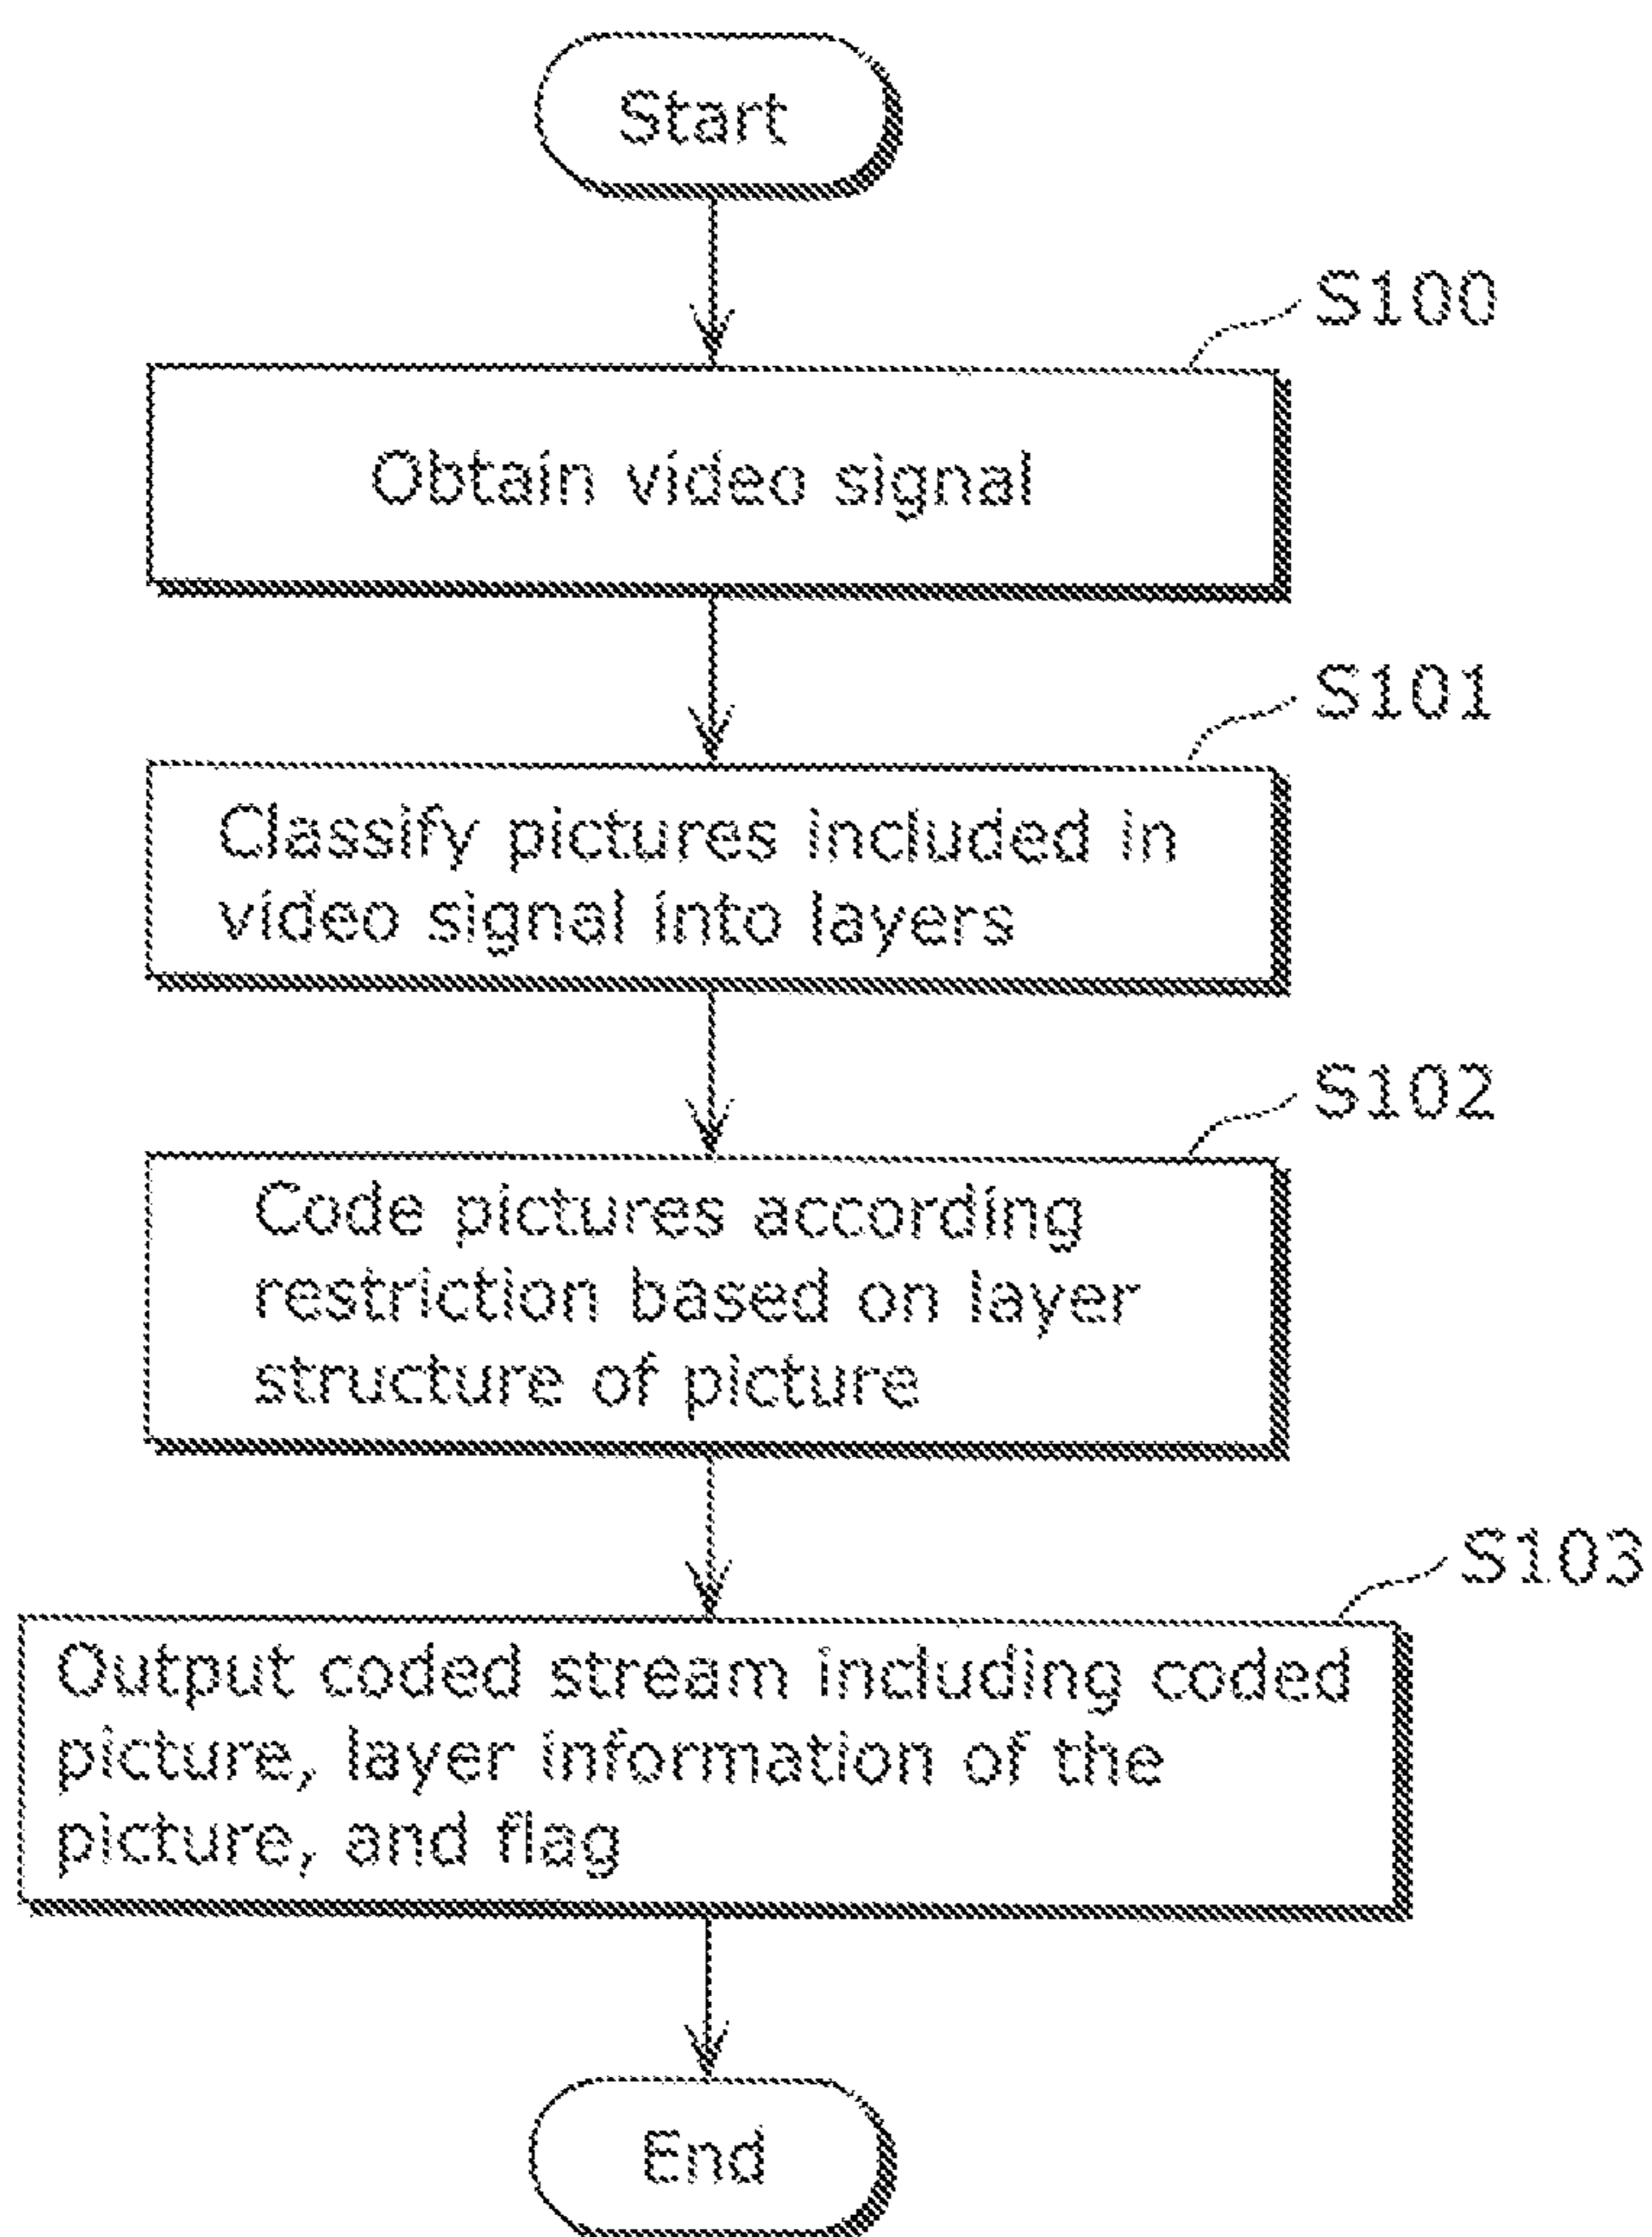 Start
S100
Obtain video signal
S101
Classify pictures included in
video signal into layers
S102
Code pictures according
restriction based on layer
structure of picture
S103
Output coded stream including coded
picture, layer information of the
picture, and flag
End